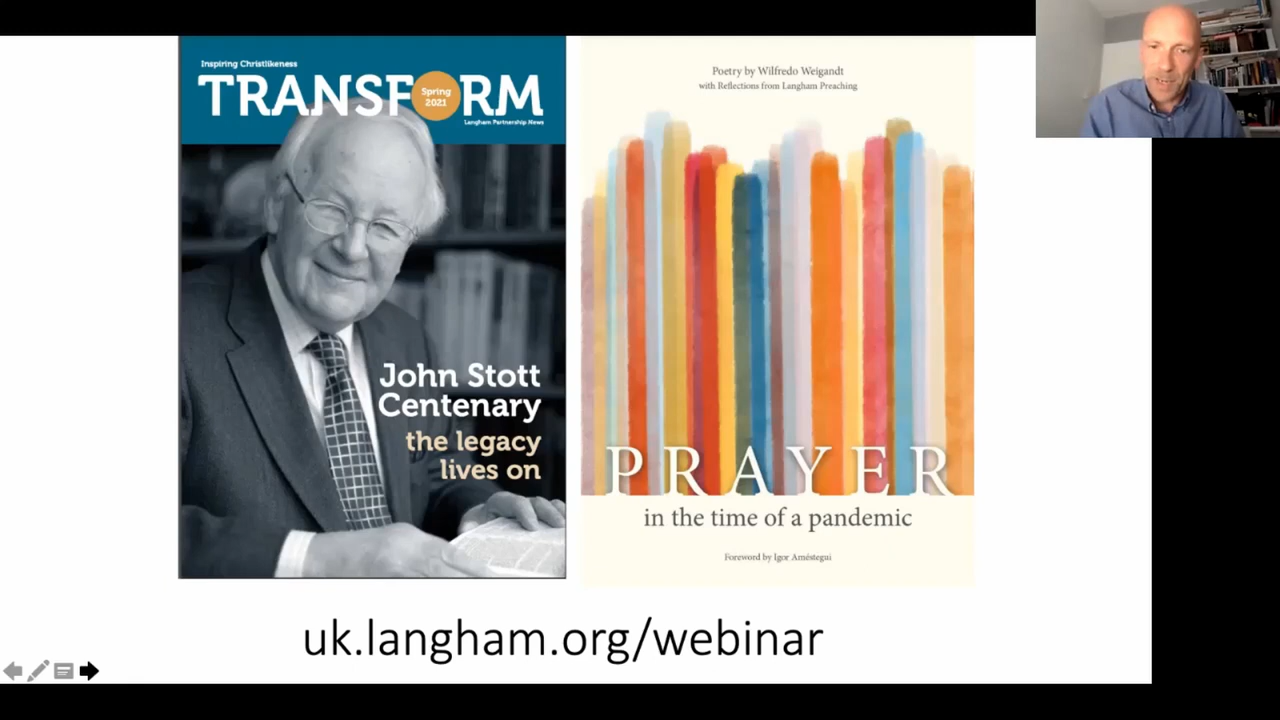 Inspiring Christlikeness
TRANSFORM
Spring
2021
Langham Partnership News
John Stott
Centenary
the legacy
lives on
Poetry by Wilfredo Weigandt
with Reflections from Langham Preaching
PRAYER
in the time of a pandemic
Foreword by Igor Améstegui
uk.langham.org/webinar